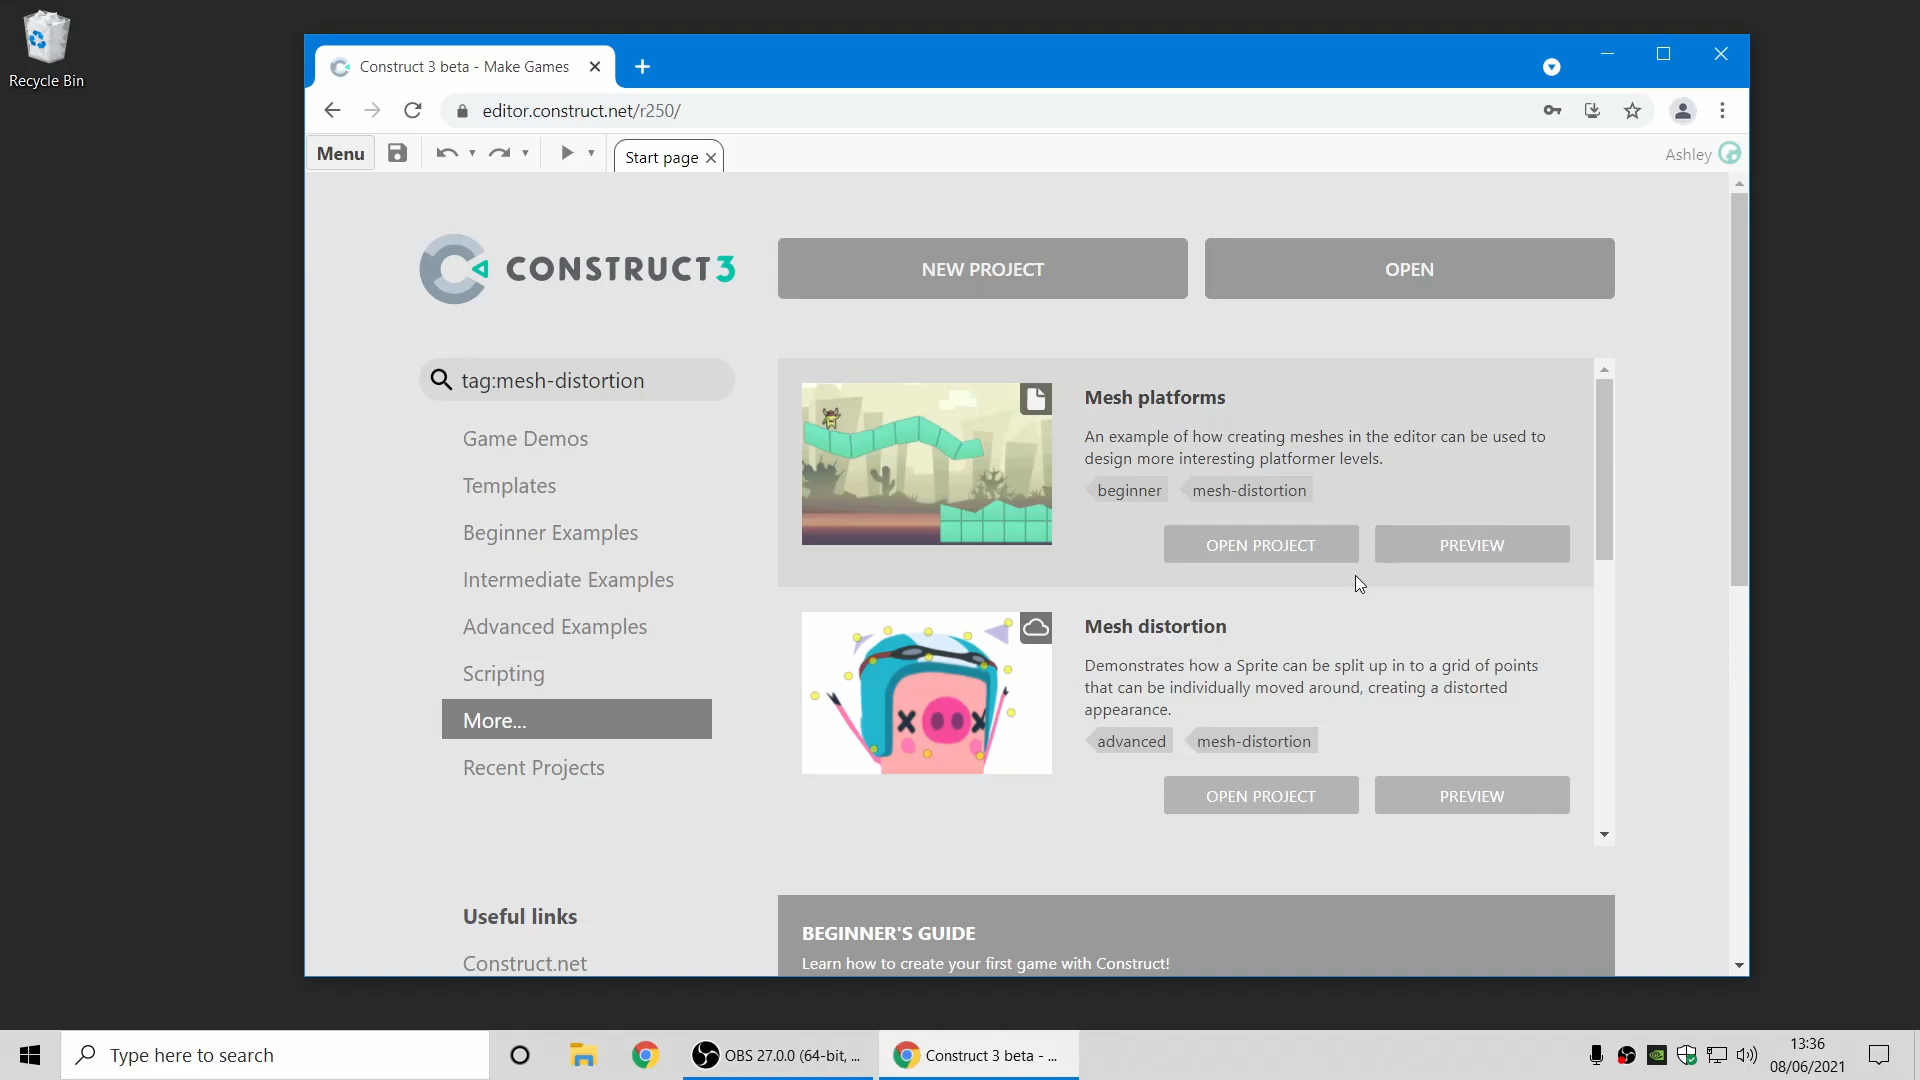 Recycle Bin
Construct 3 beta - Make Games
editor.construct.net/r250/
Menu
Start page
Ashley
CONSTRUCT 3
NEW PROJECT
OPEN
tag:mesh-distortion
Game Demos
Templates
Beginner Examples
Intermediate Examples
Advanced Examples
Scripting
More...
Recent Projects
Mesh platforms
An example of how creating meshes in the editor can be used to
design more interesting platformer levels.
beginner
mesh-distortion
OPEN PROJECT
PREVIEW
Mesh distortion
Demonstrates how a Sprite can be split up in to a grid of points
that can be individually moved around, creating a distorted
appearance.
advanced
mesh-distortion
OPEN PROJECT
PREVIEW
Useful links
Construct.net
BEGINNER'S GUIDE
Learn how to create your first game with Construct!
Type here to search
OBS 27.0.0 (64-bit, ...
Construct 3 beta - ...
13:36
08/06/2021